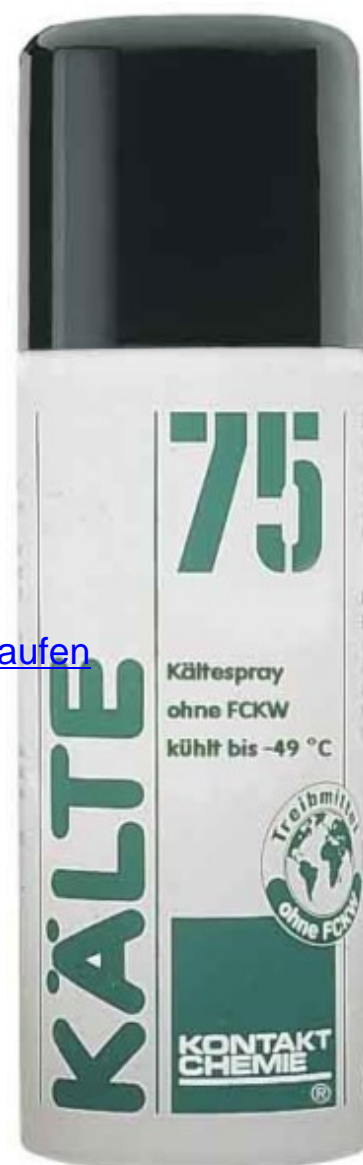 75
Kältespray
ohne FCKW
kühlt bis -49 °C
KÄLTE
Treibmittel
ohne FCKW
KONTAKT
CHEMIE
®
aufen